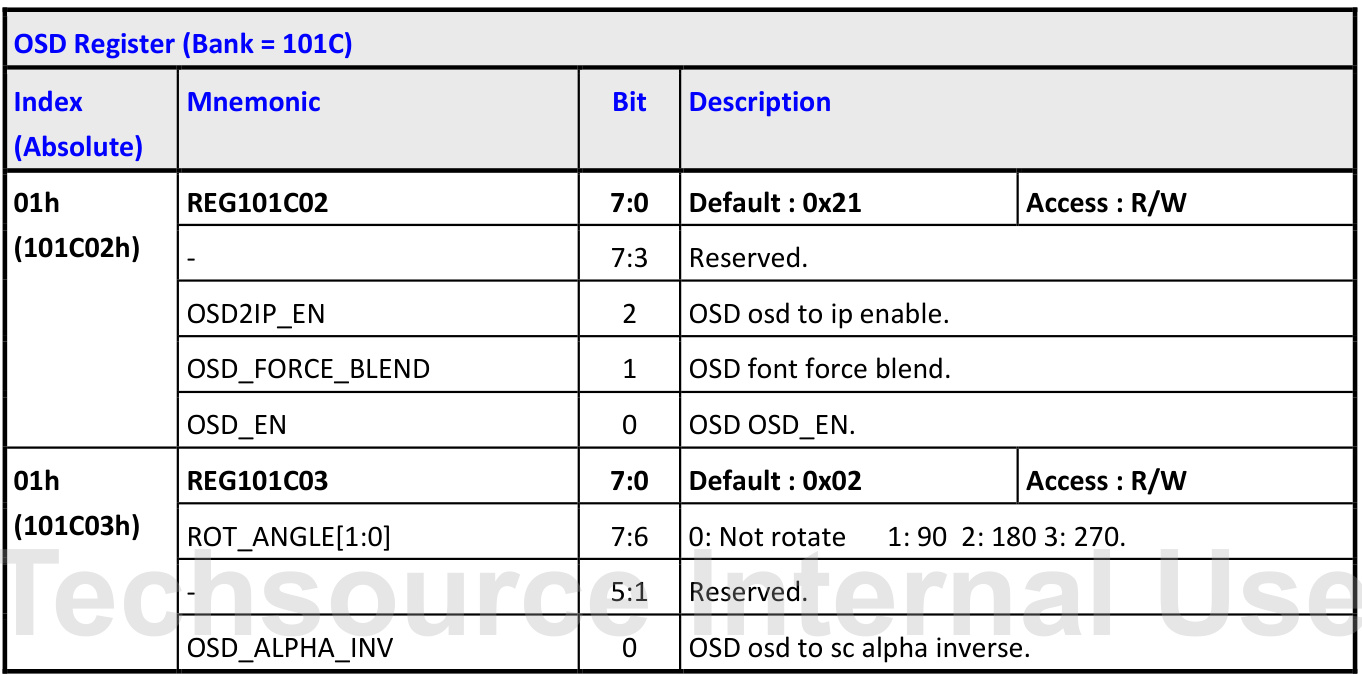 OSD Register (Bank = 101C)
Index (Absolute) Mnemonic Bit Description
01h (101C02h) REG101C02 7:0 Default : 0x21 Access : R/W
- 7:3 Reserved.
OSD2IP_EN 2 OSD osd to ip enable.
OSD_FORCE_BLEND 1 OSD font force blend.
OSD_EN 0 OSD OSD_EN.
01h (101C03h) REG101C03 7:0 Default : 0x02 Access : R/W
ROT_ANGLE[1:0] 7:6 0: Not rotate 1: 90 2: 180 3: 270.
- 5:1 Reserved.
OSD_ALPHA_INV 0 OSD osd to sc alpha inverse.
Techsource Internal Use